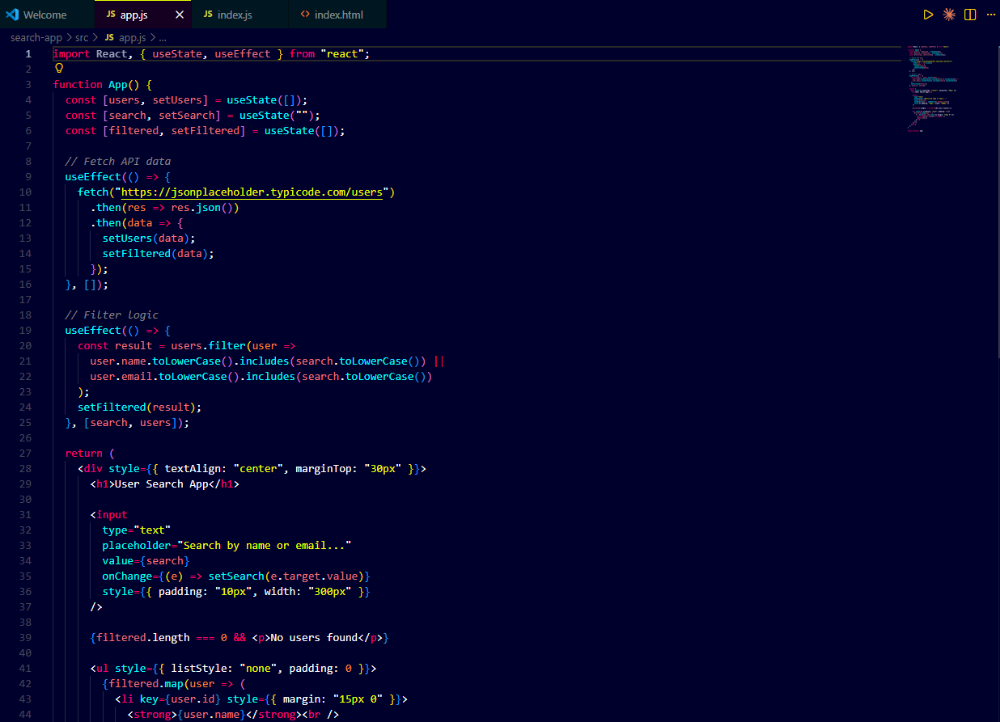 Welcome JS app.js JS index.js <> index.html
search-app > src > JS app.js > ...
1 import React, { useState, useEffect } from "react";
2
3 function App() {
4 const [users, setUsers] = useState([]);
5 const [search, setSearch] = useState("");
6 const [filtered, setFiltered] = useState([]);
7
8 // Fetch API data
9 useEffect(() => {
10 fetch("https://jsonplaceholder.typicode.com/users")
11 .then(res => res.json())
12 .then(data => {
13 setUsers(data);
14 setFiltered(data);
15 });
16 }, []);
17
18 // Filter logic
19 useEffect(() => {
20 const result = users.filter(user =>
21 user.name.toLowerCase().includes(search.toLowerCase()) ||
22 user.email.toLowerCase().includes(search.toLowerCase())
23 );
24 setFiltered(result);
25 }, [search, users]);
26
27 return (
28 <div style={{ textAlign: "center", marginTop: "30px" }}>
29 <h1>User Search App</h1>
30
31 <input
32 type="text"
33 placeholder="Search by name or email..."
34 value={search}
35 onChange={(e) => setSearch(e.target.value)}
36 style={{ padding: "10px", width: "300px" }}
37 />
38
39 {filtered.length === 0 && <p>No users found</p>}
40
41 <ul style={{ listStyle: "none", padding: 0 }}>
42 {filtered.map(user => (
43 <li key={user.id} style={{ margin: "15px 0" }}>
44 <strong>{user.name}</strong><br />